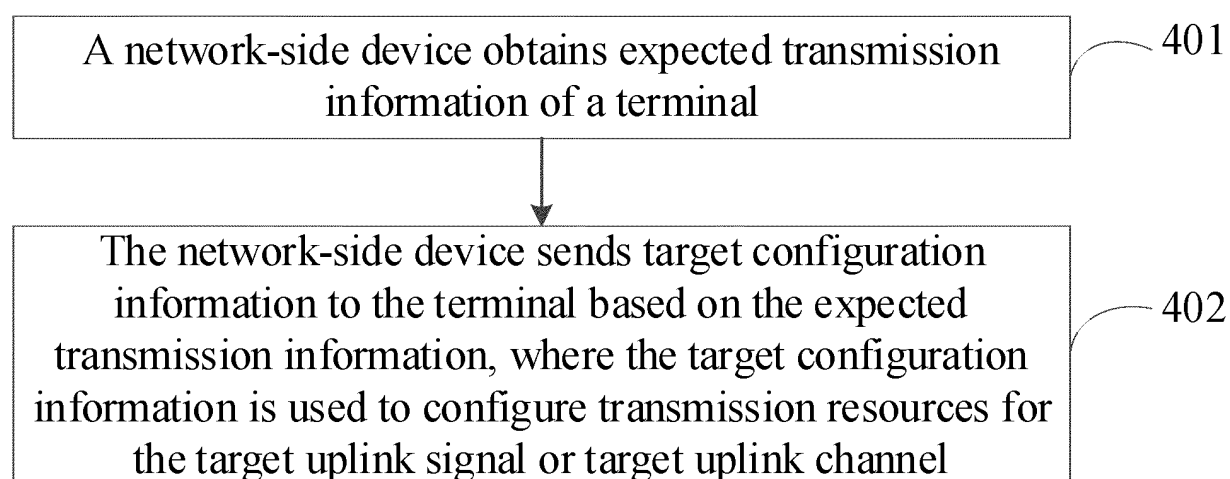 A network-side device obtains expected transmission
information of a terminal
401
The network-side device sends target configuration
information to the terminal based on the expected
transmission information, where the target configuration
information is used to configure transmission resources for
the target uplink signal or target uplink channel
402